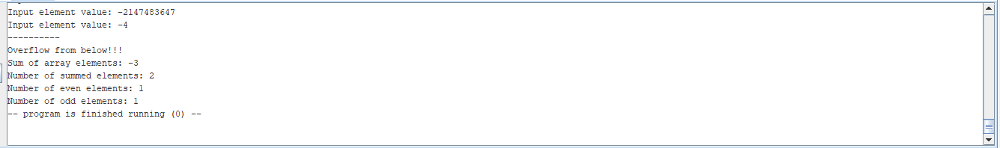 Input element value: -2147483647
Input element value: -4
----------
Overflow from below!!!
Sum of array elements: -3
Number of summed elements: 2
Number of even elements: 1
Number of odd elements: 1
-- program is finished running (0) --